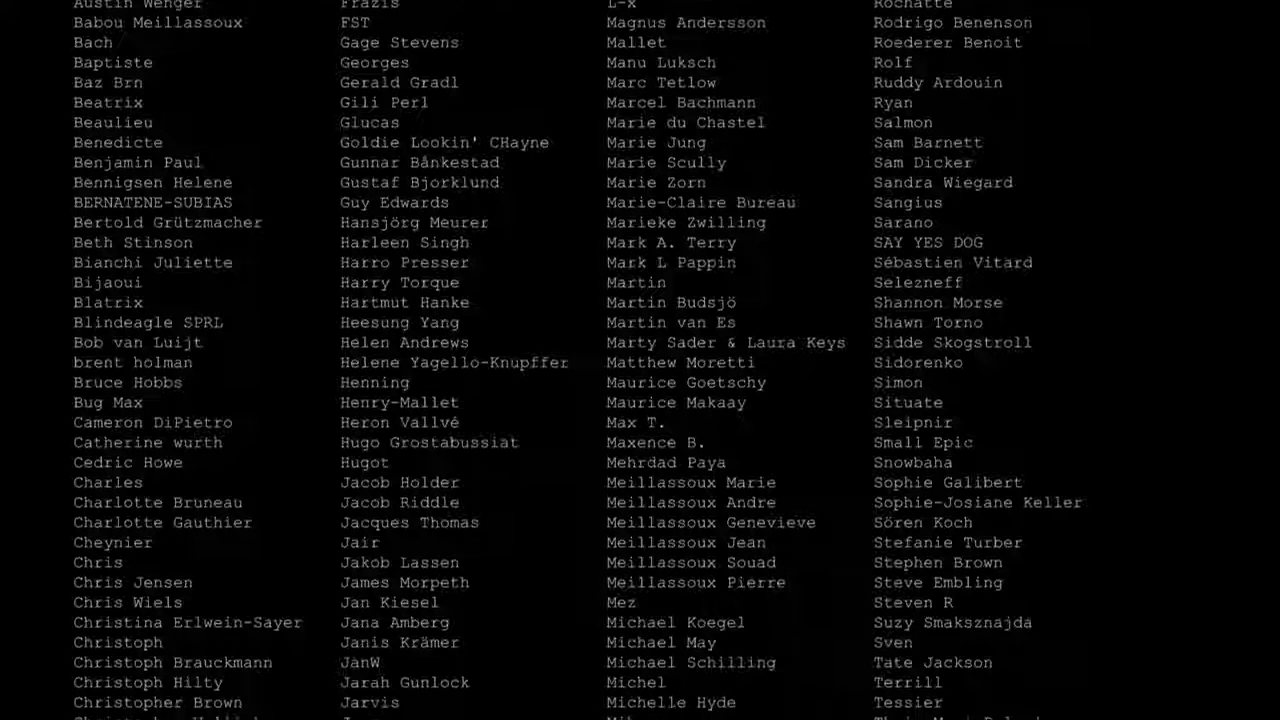 Austin Wenger
Babou Meillassoux
Bach
Baptiste
Baz Brn
Beatrix
Beaulieu
Benedicte
Benjamin Paul
Bennigsen Helene
BERNATENE-SUBIAS
Bertold Grützmacher
Beth Stinson
Bianchi Juliette
Bijaoui
Blatrix
Blindeagle SPRL
Bob van Luijt
brent holman
Bruce Hobbs
Bug Max
Cameron DiPietro
Catherine wurth
Cedric Howe
Charles
Charlotte Bruneau
Charlotte Gauthier
Cheynier
Chris
Chris Jensen
Chris Wiels
Christina Erlwein-Sayer
Christoph
Christoph Brauckmann
Christoph Hilty
Christopher Brown
Frazis
FST
Gage Stevens
Georges
Gerald Gradl
Gili Perl
Glucas
Goldie Lookin' CHayne
Gunnar Bånkestad
Gustaf Bjorklund
Guy Edwards
Hansjörg Meurer
Harleen Singh
Harro Presser
Harry Torque
Hartmut Hanke
Heesung Yang
Helen Andrews
Helene Yagello-Knupffer
Henning
Henry-Mallet
Heron Vallvé
Hugo Grostabussiat
Hugot
Jacob Holder
Jacob Riddle
Jacques Thomas
Jair
Jakob Lassen
James Morpeth
Jan Kiesel
Jana Amberg
Janis Krämer
JanW
Jarah Gunlock
Jarvis
L-x
Magnus Andersson
Mallet
Manu Luksch
Marc Tetlow
Marcel Bachmann
Marie du Chastel
Marie Jung
Marie Scully
Marie Zorn
Marie-Claire Bureau
Marieke Zwilling
Mark A. Terry
Mark L Pappin
Martin
Martin Budsjö
Martin van Es
Marty Sader & Laura Keys
Matthew Moretti
Maurice Goetschy
Maurice Makaay
Max T.
Maxence B.
Mehrdad Paya
Meillassoux Marie
Meillassoux Andre
Meillassoux Genevieve
Meillassoux Jean
Meillassoux Souad
Meillassoux Pierre
Mez
Michael Koegel
Michael May
Michael Schilling
Michel
Michelle Hyde
Rochatte
Rodrigo Benenson
Roederer Benoit
Rolf
Ruddy Ardouin
Ryan
Salmon
Sam Barnett
Sam Dicker
Sandra Wiegard
Sangius
Sarano
SAY YES DOG
Sébastien Vitard
Selezneff
Shannon Morse
Shawn Torno
Sidde Skogstroll
Sidorenko
Simon
Situate
Sleipnir
Small Epic
Snowbaha
Sophie Galibert
Sophie-Josiane Keller
Sören Koch
Stefanie Turber
Stephen Brown
Steve Embling
Steven R
Suzy Smaksznajda
Sven
Tate Jackson
Terrill
Tessier